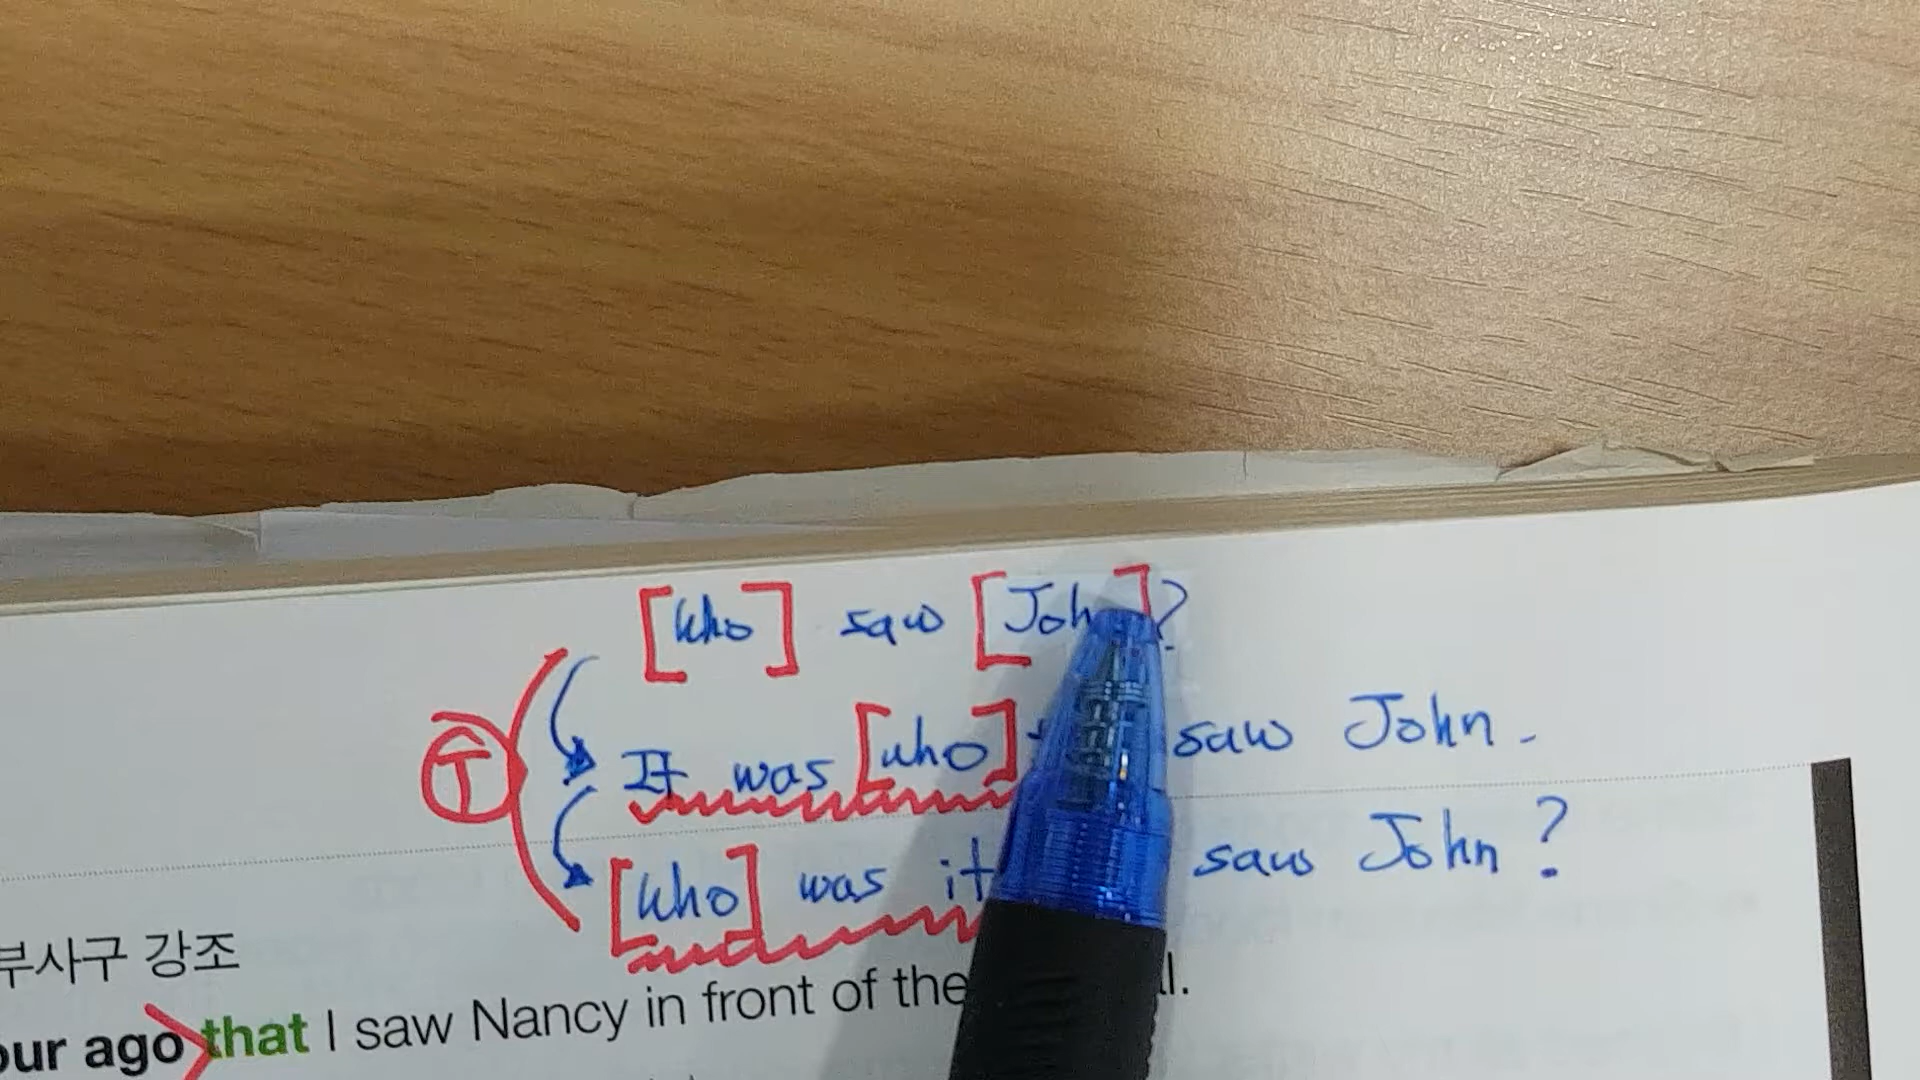 [Who] saw [Joh ]?
It was [who] saw John.
Ⓣ
[Who] was it saw John?
부사구 강조
our ago that I saw Nancy in front of the l.